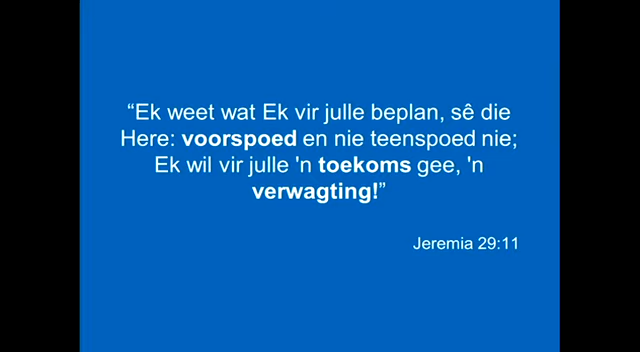 “Ek weet wat Ek vir julle beplan, sê die
Here: voorspoed en nie teenspoed nie;
Ek wil vir julle 'n toekoms gee, 'n
verwagting!”
Jeremia 29:11